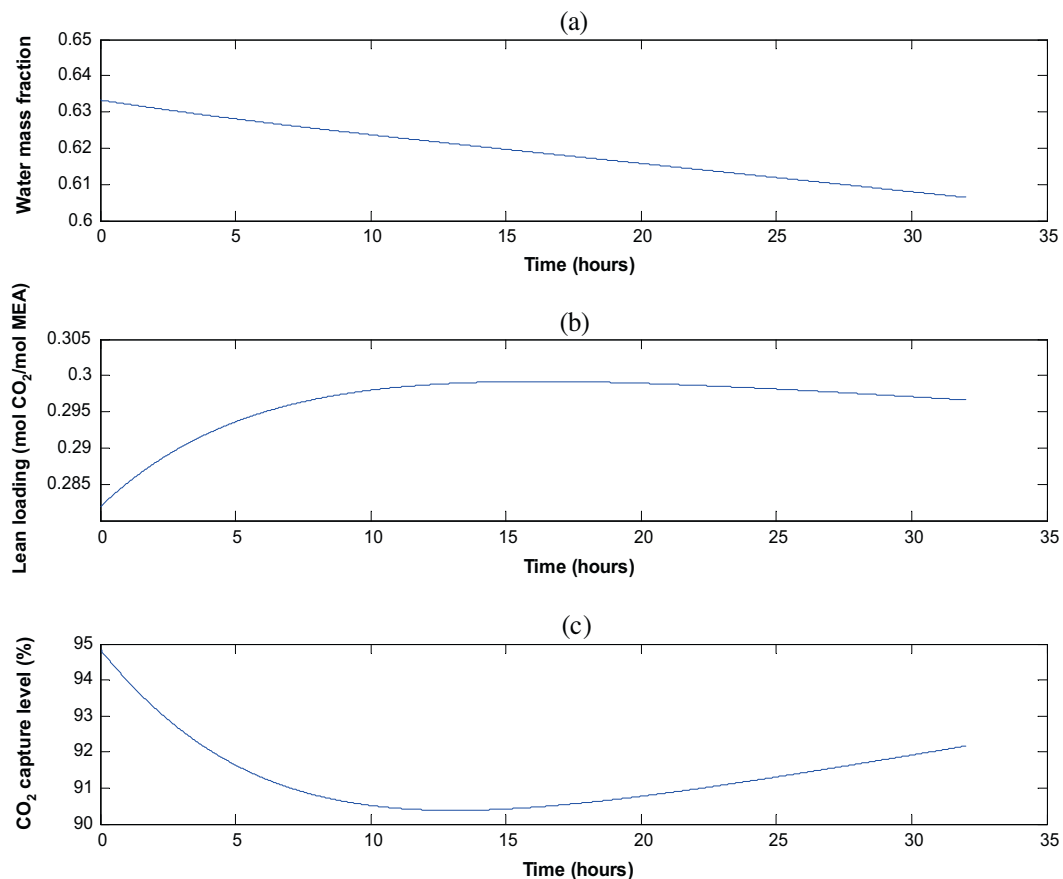 (a)
Water mass fraction
0.65
0.64
0.63
0.62
0.61
0.6
0 5 10 15 20 25 30 35
Time (hours)
(b)
Lean loading (mol CO₂/mol MEA)
0.305
0.3
0.295
0.29
0.285
0 5 10 15 20 25 30 35
Time (hours)
(c)
CO₂ capture level (%)
95
94
93
92
91
90
0 5 10 15 20 25 30 35
Time (hours)